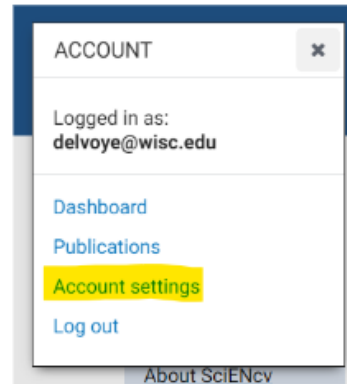 ACCOUNT
Logged in as:
delvoye@wisc.edu
Dashboard
Publications
Account settings
Log out
About SciENcv